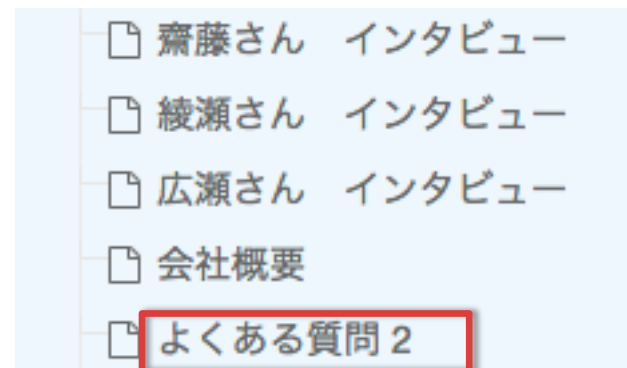 齋藤さん　インタビュー
綾瀬さん　インタビュー
広瀬さん　インタビュー
会社概要
よくある質問 2